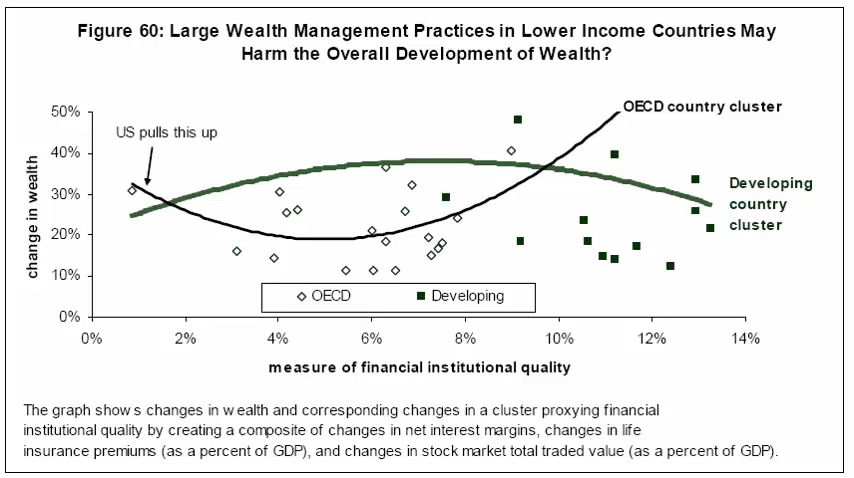 Figure 60: Large Wealth Management Practices in Lower Income Countries May
Harm the Overall Development of Wealth?
50%
40%
30%
20%
10%
0%
change in wealth
US pulls this up
OECD country cluster
Developing
country
cluster
OECD
Developing
0%
2%
4%
6%
8%
10%
12%
14%
measure of financial institutional quality
The graph shows changes in wealth and corresponding changes in a cluster proxying financial
institutional quality by creating a composite of changes in net interest margins, changes in life
insurance premiums (as a percent of GDP), and changes in stock market total traded value (as a percent of GDP).